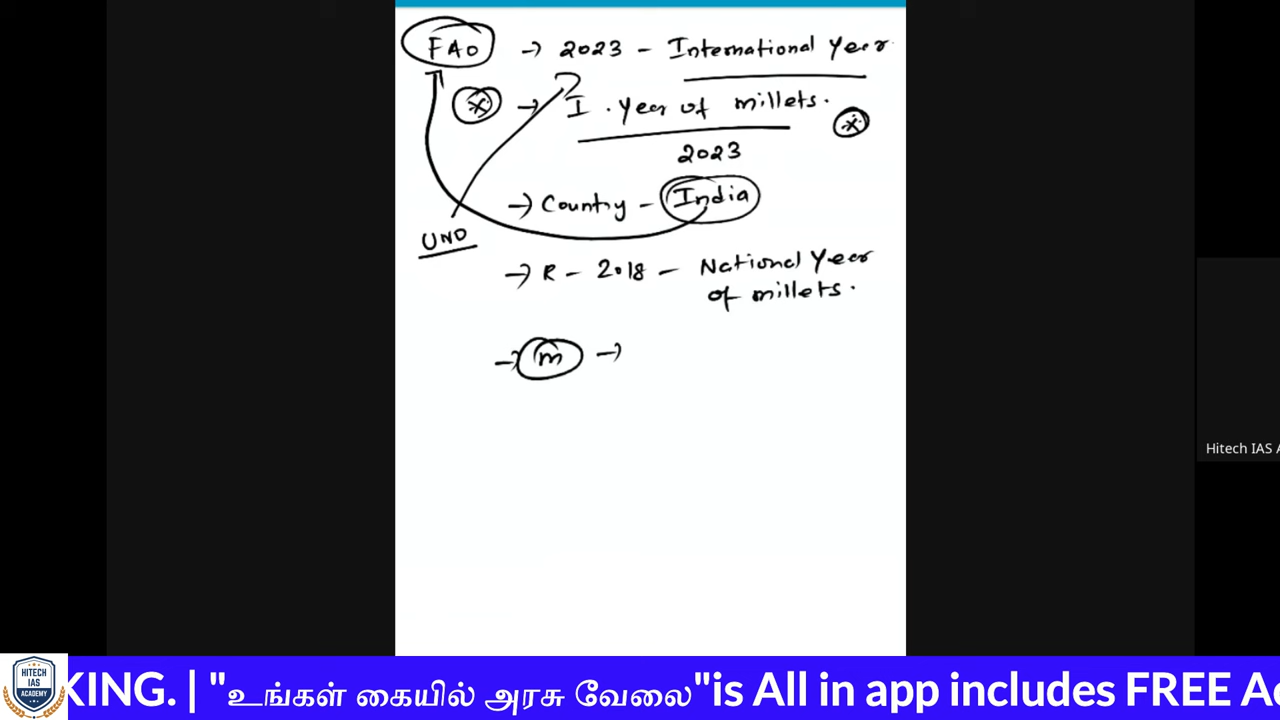 FAO → 2023 - International Year
→ I. Year of millets.
2023
→ Country - India
UNO
→ R - 2018 - National Year
of millets.
→ m →
Hitech IAS A
HITECH
IAS
ACADEMY
KING. | "உங்கள் கையில் அரசு வேலை"is All in app includes FREE Ac